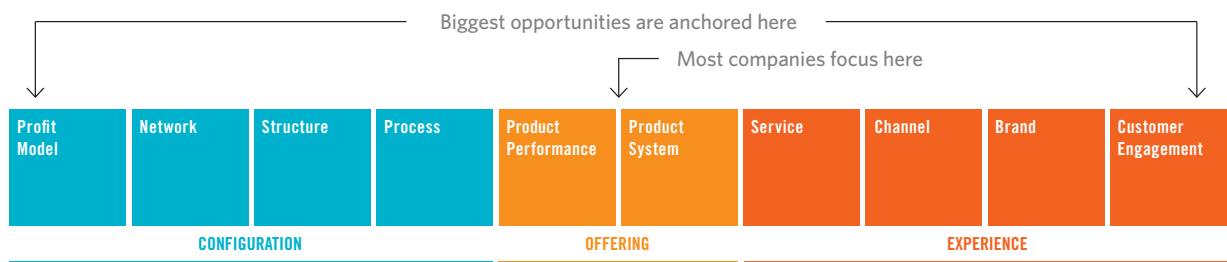 Biggest opportunities are anchored here
Most companies focus here
Profit
Model
Network
Structure
Process
Product
Performance
Product
System
Service
Channel
Brand
Customer
Engagement
CONFIGURATION
OFFERING
EXPERIENCE